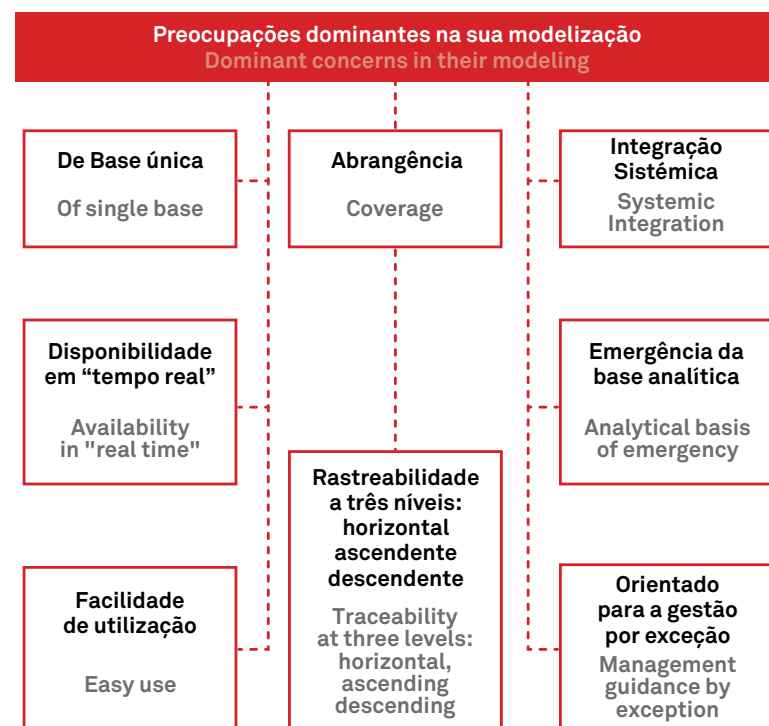 Preocupações dominantes na sua modelização
Dominant concerns in their modeling
De Base única
Of single base
Abrangência
Coverage
Integração
Sistémica
Systemic
Integration
Disponibilidade
em “tempo real”
Availability
in "real time"
Emergência da
base analítica
Analytical basis
of emergency
Rastreabilidade
a três níveis:
horizontal
ascendente
descendente
Traceability
at three levels:
horizontal,
ascending
descending
Facilidade
de utilização
Easy use
Orientado
para a gestão
por exceção
Management
guidance by
exception